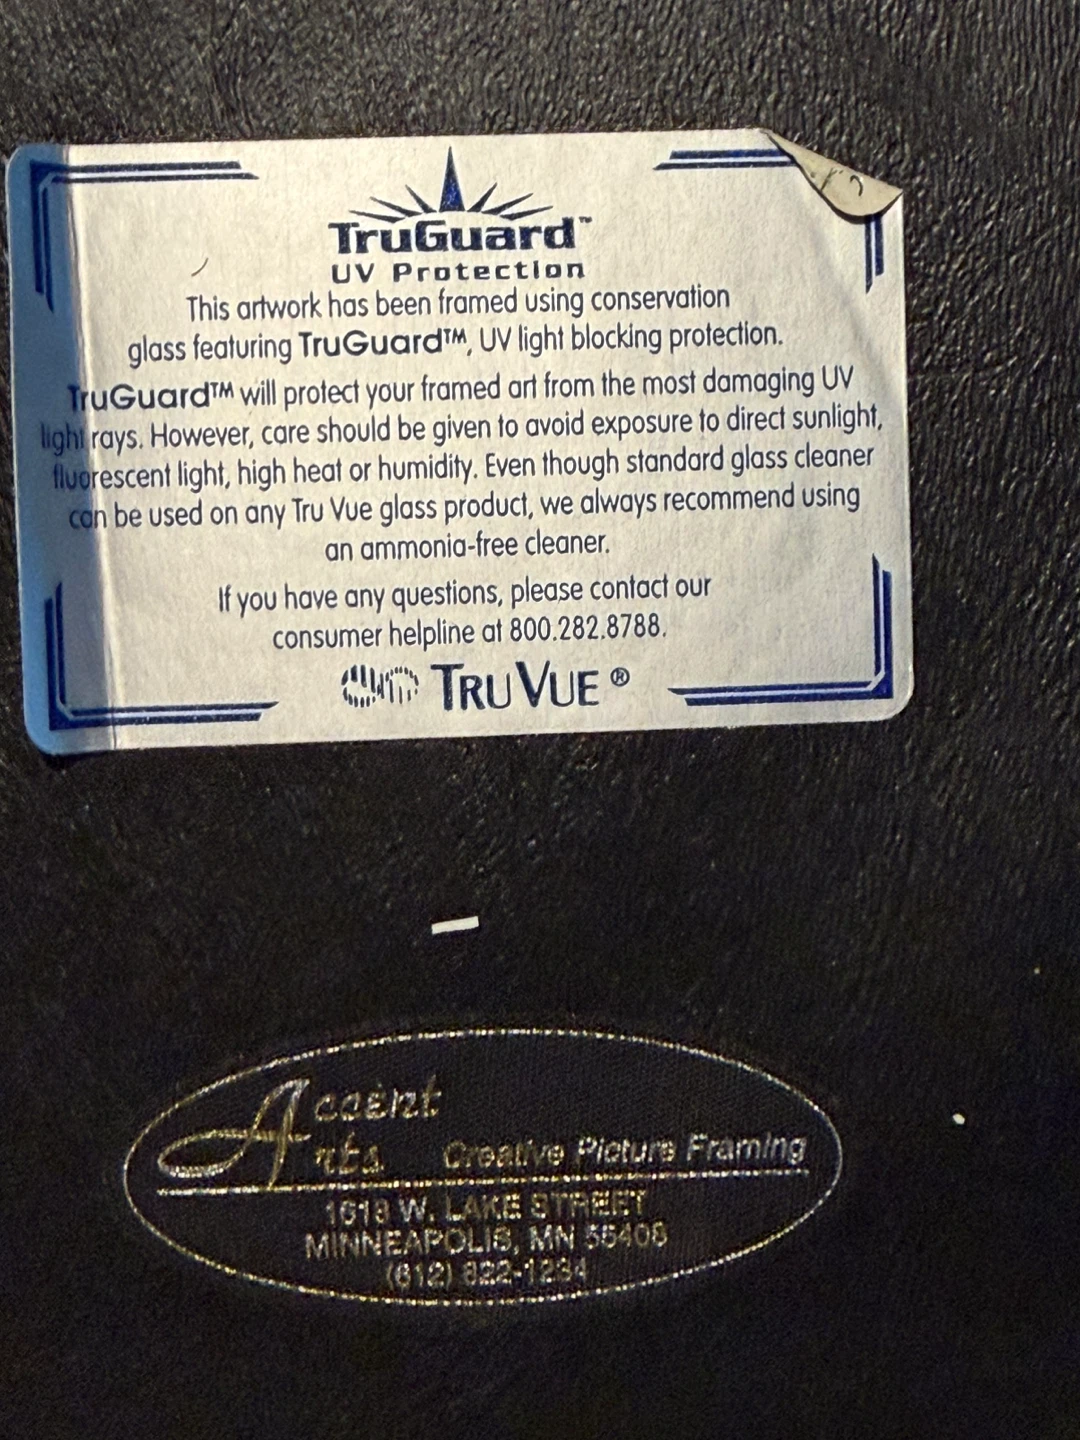 TruGuard™
UV Protection
This artwork has been framed using conservation
glass featuring TruGuard™, UV light blocking protection.
TruGuard™ will protect your framed art from the most damaging UV
light rays. However, care should be given to avoid exposure to direct sunlight,
fluorescent light, high heat or humidity. Even though standard glass cleaner
can be used on any Tru Vue glass product, we always recommend using
an ammonia-free cleaner.
If you have any questions, please contact our
consumer helpline at 800.282.8788.
TRU VUE®
Accent
Arts Creative Picture Framing
W. LAKE STREET
MINNEAPOLIS, MN 55408
(612) 822-1234